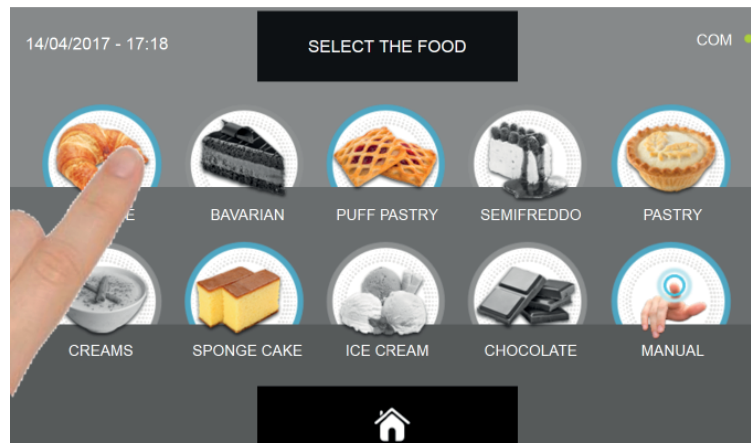 14/04/2017 - 17:18
SELECT THE FOOD
COM
BAVARIAN
PUFF PASTRY
SEMIFREDDO
PASTRY
CREAMS
SPONGE CAKE
ICE CREAM
CHOCOLATE
MANUAL